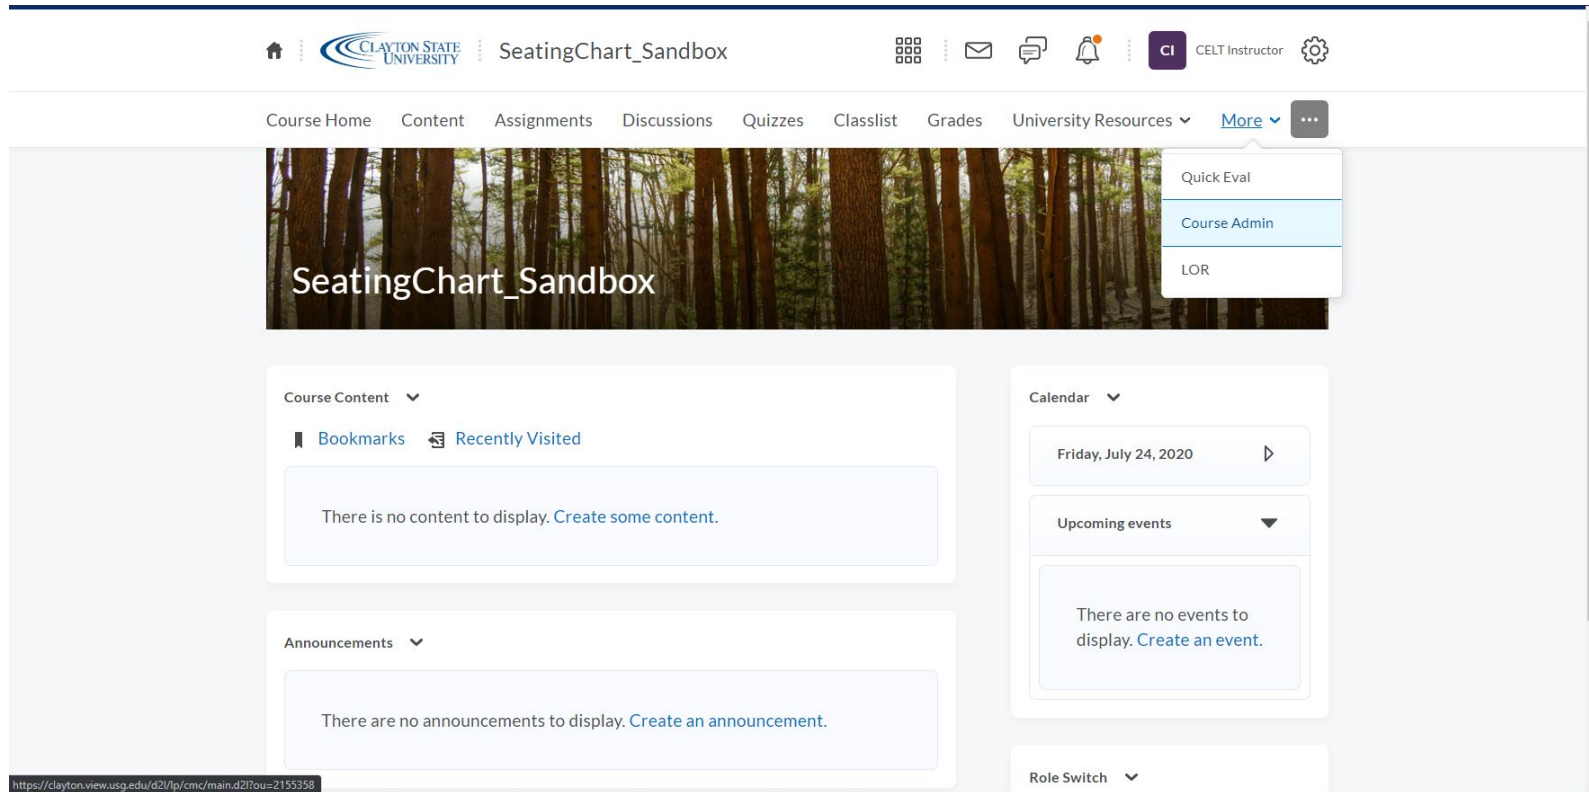 CLAYTON STATE
UNIVERSITY
SeatingChart_Sandbox
CI
CELT Instructor
Course Home Content Assignments Discussions Quizzes Classlist Grades University Resources More
Quick Eval
Course Admin
LOR
SeatingChart_Sandbox
Course Content
Bookmarks Recently Visited
There is no content to display. Create some content.
Announcements
There are no announcements to display. Create an announcement.
Calendar
Friday, July 24, 2020
Upcoming events
There are no events to
display. Create an event.
Role Switch
https://clayton.view.usg.edu/d2l/lp/cmc/main.d2l?ou=2155358